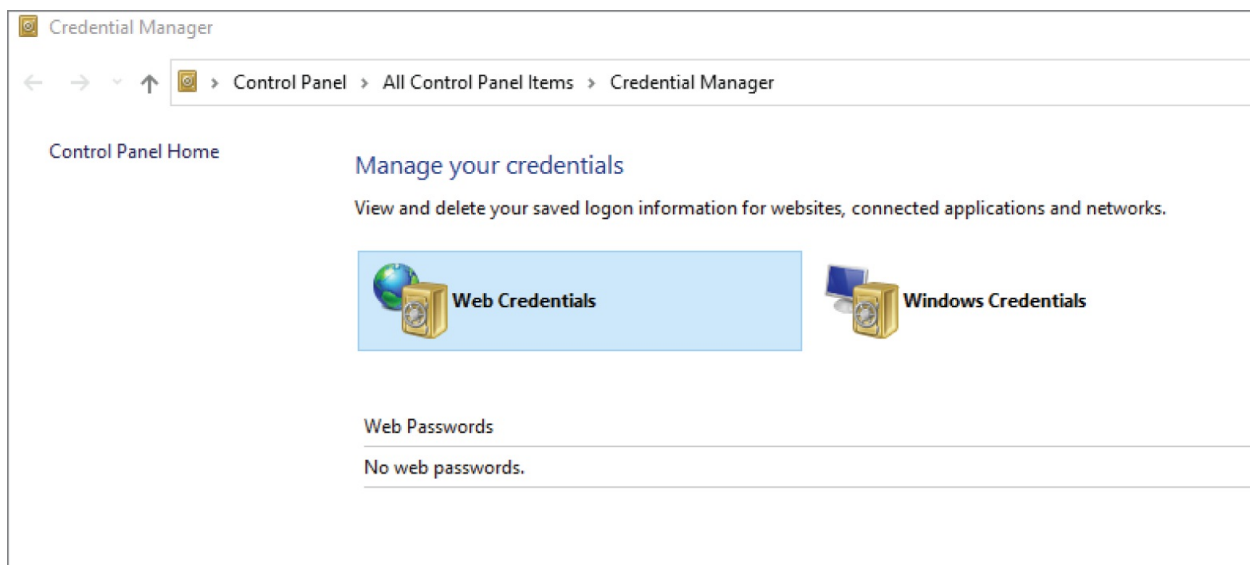 Credential Manager
Control Panel > All Control Panel Items > Credential Manager
Control Panel Home
Manage your credentials
View and delete your saved logon information for websites, connected applications and networks.
Web Credentials
Windows Credentials
Web Passwords
No web passwords.